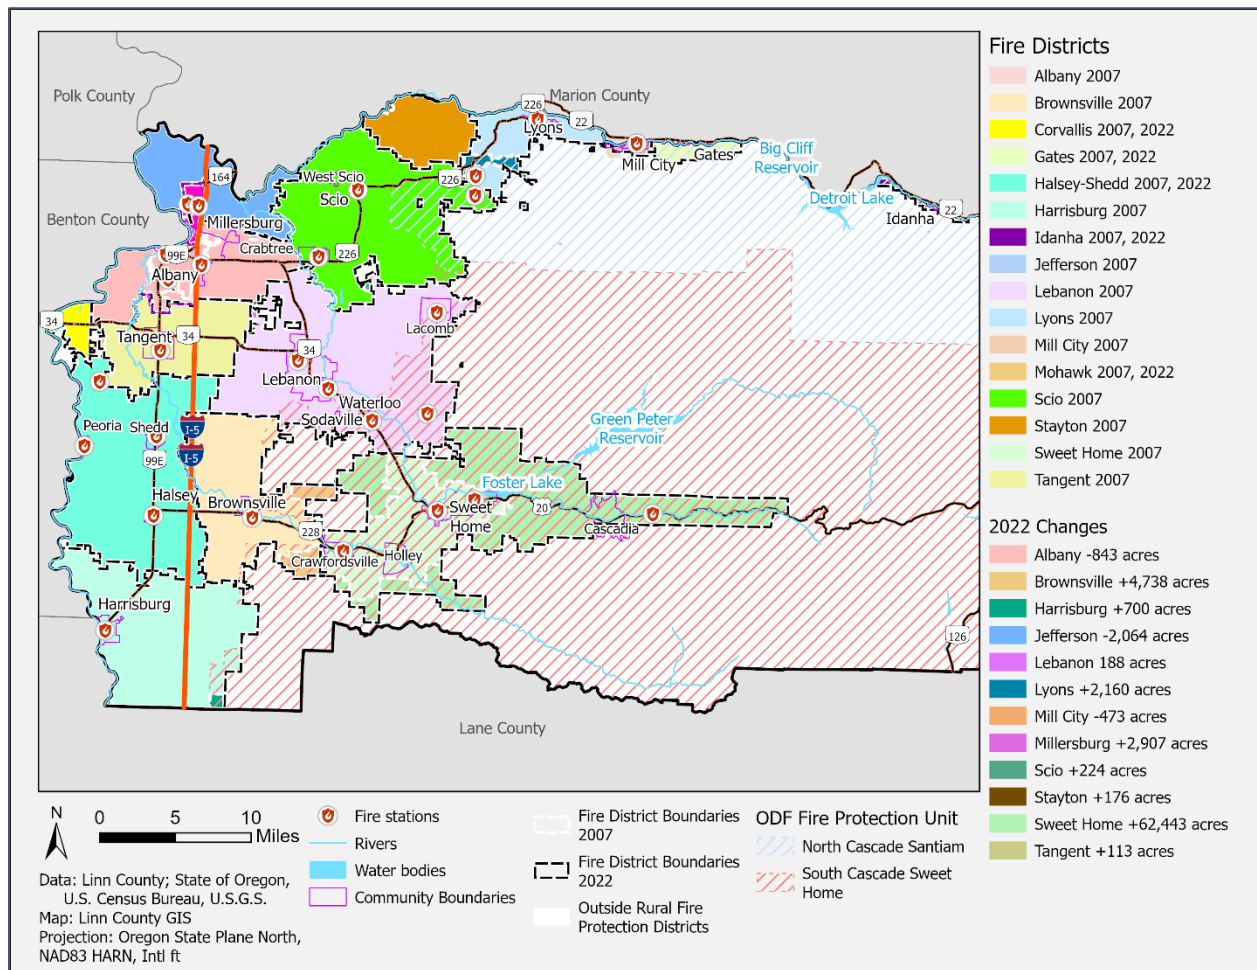 Polk County
Marion County
226
Lyons
22
Mill City
Gates
Big Cliff
Reservoir
Detroit Lake
Idanha
22
164
West Scio
Scio
226
Benton County
Millersburg
Crabtree
99E
226
Albany
34
Tangent
34
Lacomb
34
Lebanon
Waterloo
Sodaville
Peoria
Shedd
I-5
I-5
99E
Green Peter
Reservoir
Halsey
Brownsville
Foster Lake
Sweet
Home
20
Cascadia
228
Crawfordsville
Holley
Harrisburg
126
Lane County
Fire Districts
Albany 2007
Brownsville 2007
Corvallis 2007, 2022
Gates 2007, 2022
Halsey-Shedd 2007, 2022
Harrisburg 2007
Idanha 2007, 2022
Jefferson 2007
Lebanon 2007
Lyons 2007
Mill City 2007
Mohawk 2007, 2022
Scio 2007
Stayton 2007
Sweet Home 2007
Tangent 2007
2022 Changes
Albany -843 acres
Brownsville +4,738 acres
Harrisburg +700 acres
Jefferson -2,064 acres
Lebanon 188 acres
Lyons +2,160 acres
Mill City -473 acres
Millersburg +2,907 acres
Scio +224 acres
Stayton +176 acres
Sweet Home +62,443 acres
Tangent +113 acres
N
0 5 10
Miles
Data: Linn County; State of Oregon,
U.S. Census Bureau, U.S.G.S.
Map: Linn County GIS
Projection: Oregon State Plane North,
NAD83 HARN, Intl ft
Fire stations
Rivers
Water bodies
Community Boundaries
Fire District Boundaries
2007
Fire District Boundaries
2022
Outside Rural Fire
Protection Districts
ODF Fire Protection Unit
North Cascade Santiam
South Cascade Sweet
Home